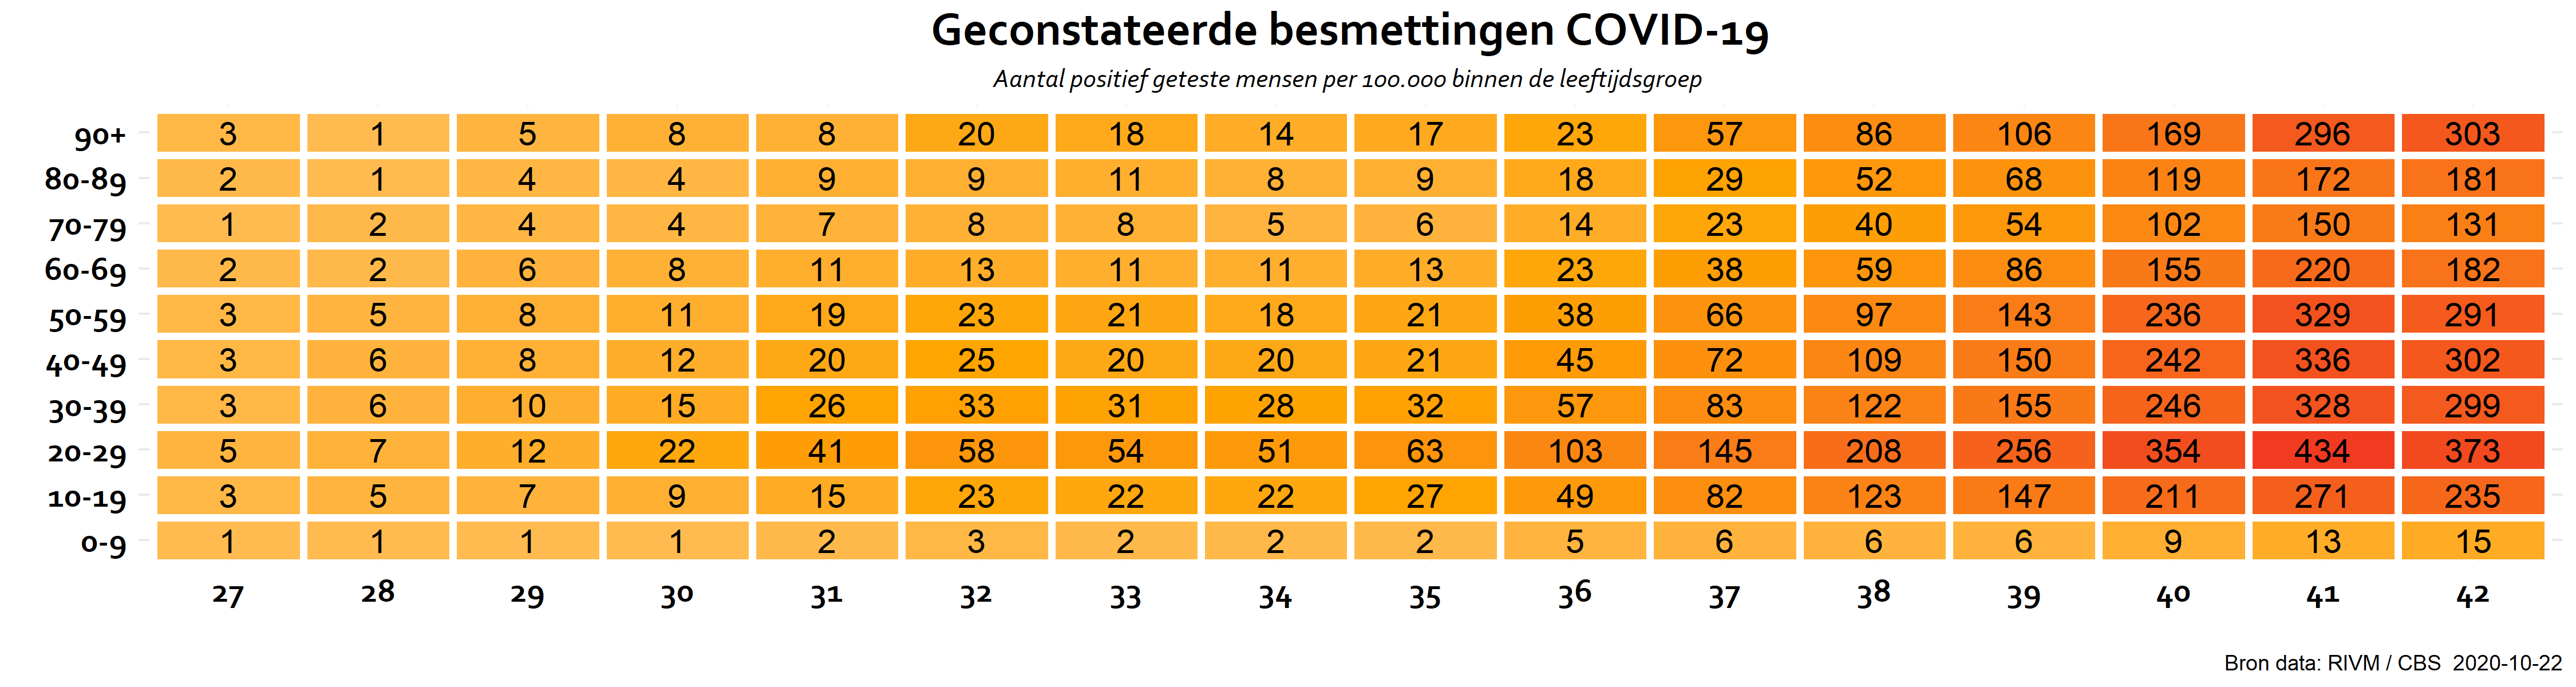 Geconstateerde besmettingen COVID-19
Aantal positief geteste mensen per 100.000 binnen de leeftijdsgroep
90+ 3 1 5 8 8 20 18 14 17 23 57 86 106 169 296 303
80-89 2 1 4 4 9 9 11 8 9 18 29 52 68 119 172 181
70-79 1 2 4 4 7 8 8 5 6 14 23 40 54 102 150 131
60-69 2 2 6 8 11 13 11 11 13 23 38 59 86 155 220 182
50-59 3 5 8 11 19 23 21 18 21 38 66 97 143 236 329 291
40-49 3 6 8 12 20 25 20 20 21 45 72 109 150 242 336 302
30-39 3 6 10 15 26 33 31 28 32 57 83 122 155 246 328 299
20-29 5 7 12 22 41 58 54 51 63 103 145 208 256 354 434 373
10-19 3 5 7 9 15 23 22 22 27 49 82 123 147 211 271 235
0-9 1 1 1 1 2 3 2 2 2 5 6 6 6 9 13 15
27 28 29 30 31 32 33 34 35 36 37 38 39 40 41 42
Bron data: RIVM / CBS  2020-10-22